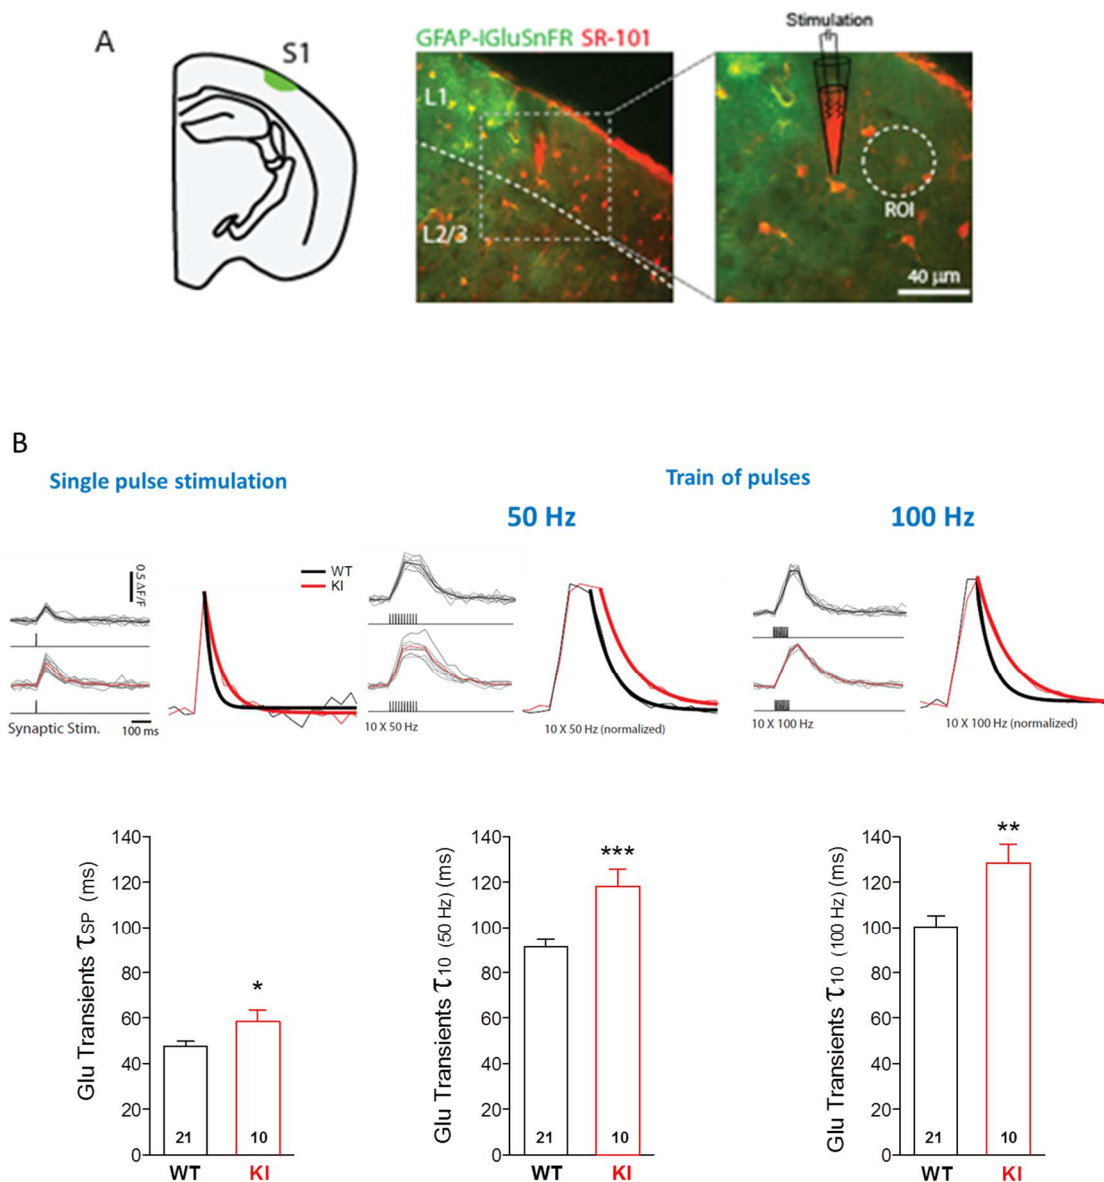 A
S1
GFAP-iGluSnFR SR-101
L1
L2/3
Stimulation
ROI
40 µm
B
Single pulse stimulation
Train of pulses
50 Hz
100 Hz
0.5 ΔF/F
WT
KI
Synaptic Stim.
100 ms
10 X 50 Hz
10 X 50 Hz (normalized)
10 X 100 Hz
10 X 100 Hz (normalized)
Glu Transients τSP (ms)
140
120
100
80
60
40
20
0
*
21
10
WT
KI
Glu Transients τ10 (50 Hz) (ms)
140
120
100
80
60
40
20
0
***
21
10
WT
KI
Glu Transients τ10 (100 Hz) (ms)
140
120
100
80
60
40
20
0
**
21
10
WT
KI